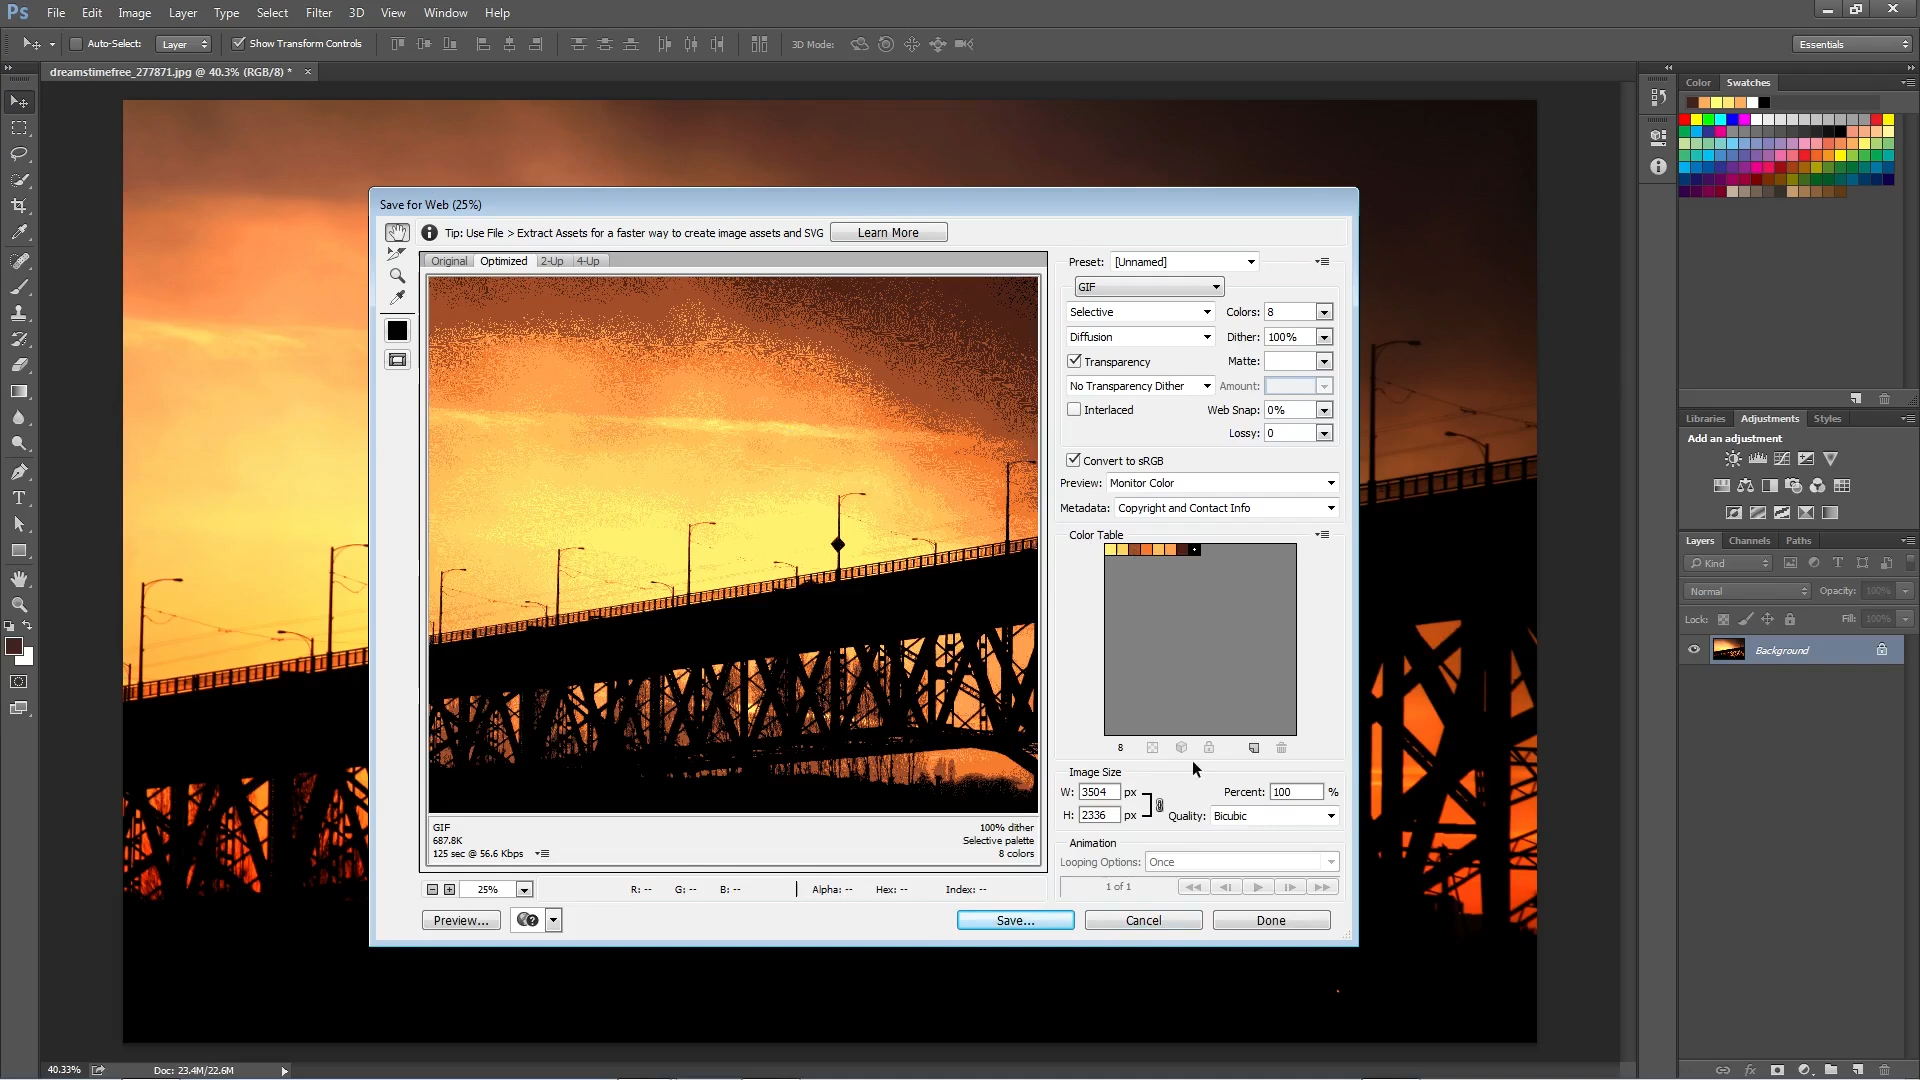 Ps File Edit Image Layer Type Select Filter 3D View Window Help
Auto-Select: Layer Show Transform Controls 3D Mode: Essentials
dreamstimefree_277871.jpg @ 40.3% (RGB/8) * ×
Color Swatches
Save for Web (25%)
Tip: Use File > Extract Assets for a faster way to create image assets and SVG Learn More
Original Optimized 2-Up 4-Up
Preset: [Unnamed]
GIF
Selective Colors: 8
Diffusion Dither: 100%
Transparency Matte:
No Transparency Dither Amount:
Interlaced Web Snap: 0%
Lossy: 0
Convert to sRGB
Preview: Monitor Color
Metadata: Copyright and Contact Info
Color Table
8
Image Size
W: 3504 px Percent: 100 %
H: 2336 px Quality: Bicubic
Animation
Looping Options: Once
1 of 1
GIF 100% dither
687.8K Selective palette
125 sec @ 56.6 Kbps 8 colors
25% R: -- G: -- B: -- Alpha: -- Hex: -- Index: --
Preview... Save... Cancel Done
Libraries Adjustments Styles
Add an adjustment
Layers Channels Paths
Kind
Normal Opacity: 100%
Lock: Fill: 100%
Background
40.33% Doc: 23.4M/22.6M